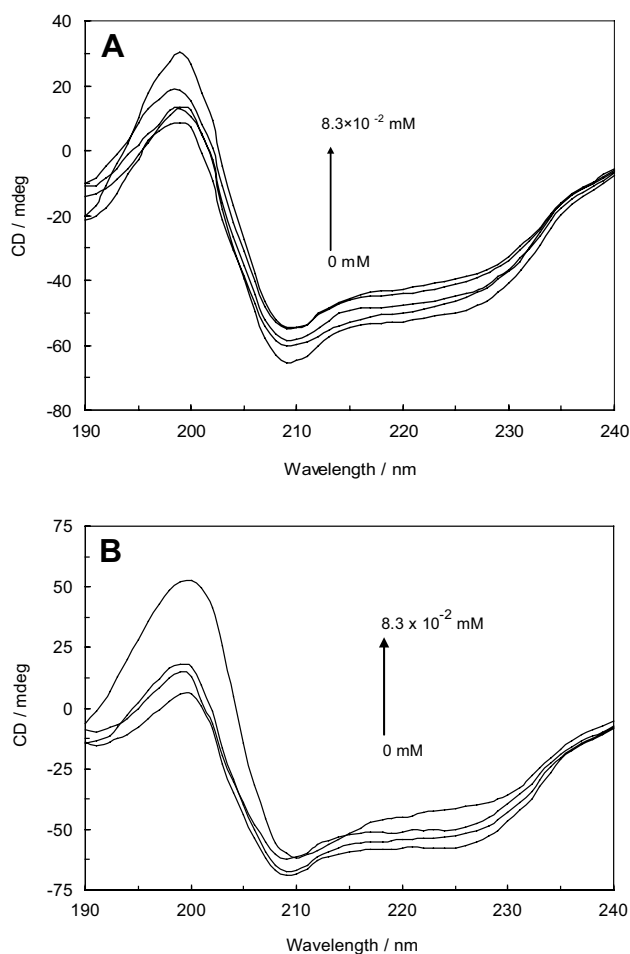 A
40
20
0
-20
-40
-60
-80
CD / mdeg
8.3×10 -2 mM
0 mM
190 200 210 220 230 240
Wavelength / nm
B
75
50
25
0
-25
-50
-75
CD / mdeg
8.3 x 10-2 mM
0 mM
190 200 210 220 230 240
Wavelength / nm